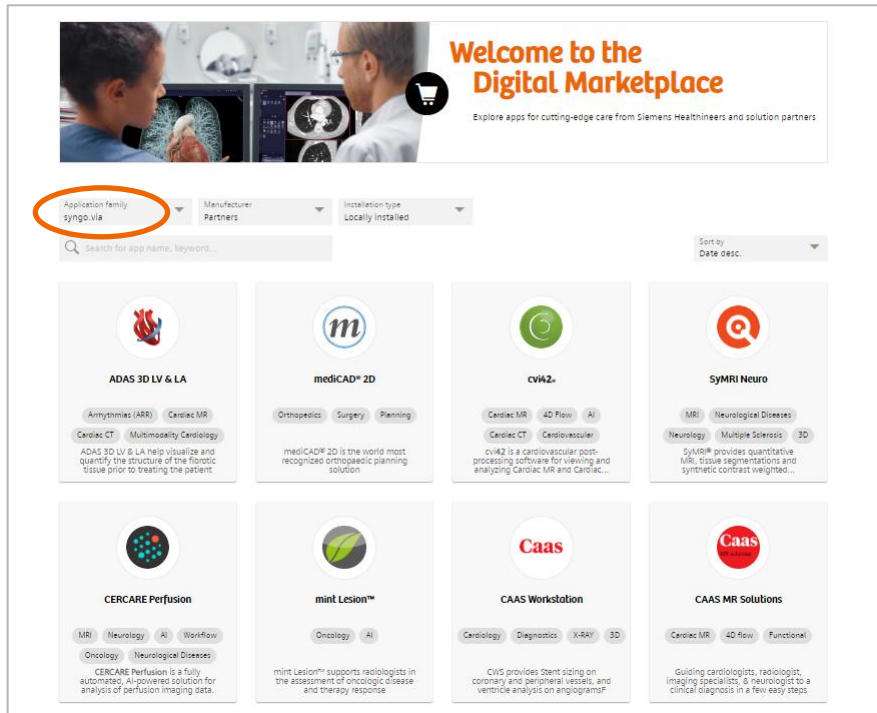 Welcome to the
Digital Marketplace
Explore apps for cutting-edge care from Siemens Healthineers and solution partners
Application family
syngo.via
Manufacturer
Partners
Installation type
Locally installed
Search for app name, keyword...
Sort by
Date desc.
ADAS 3D LV & LA
Arrhythmias (ARR) Cardiac MR
Cardiac CT Multimodality Cardiology
ADAS 3D LV & LA help visualize and
quantify the structure of the fibrotic
tissue prior to treating the patient
m
mediCAD® 2D
Orthopedics Surgery Planning
mediCAD® 2D is the world most
recognized orthopaedic planning
solution
cvi42®
Cardiac MR 4D Flow AI
Cardiac CT Cardiovascular
cvi42 is a cardiovascular post-
processing software for viewing and
analyzing Cardiac MR and Cardiac...
SyMRI Neuro
MRI Neurological Diseases
Neurology Multiple Sclerosis 3D
SyMRI® provides quantitative
MRI, tissue segmentations and
synthetic contrast weighted...
CERCARE Perfusion
MRI Neurology AI Workflow
Oncology Neurological Diseases
CERCARE Perfusion is a fully
automated, AI-powered solution for
analysis of perfusion imaging data.
mint Lesion™
Oncology AI
mint Lesion™ supports radiologists in
the assessment of oncologic disease
and therapy response
Caas
CAAS Workstation
Cardiology Diagnostics X-RAY 3D
CWS provides Stent sizing on
coronary and peripheral vessels, and
ventricle analysis on angiogramsF
Caas
CAAS MR Solutions
Cardiac MR 4D flow Functional
Guiding cardiologists, radiologist,
imaging specialists, & neurologist to a
clinical diagnosis in a few easy steps